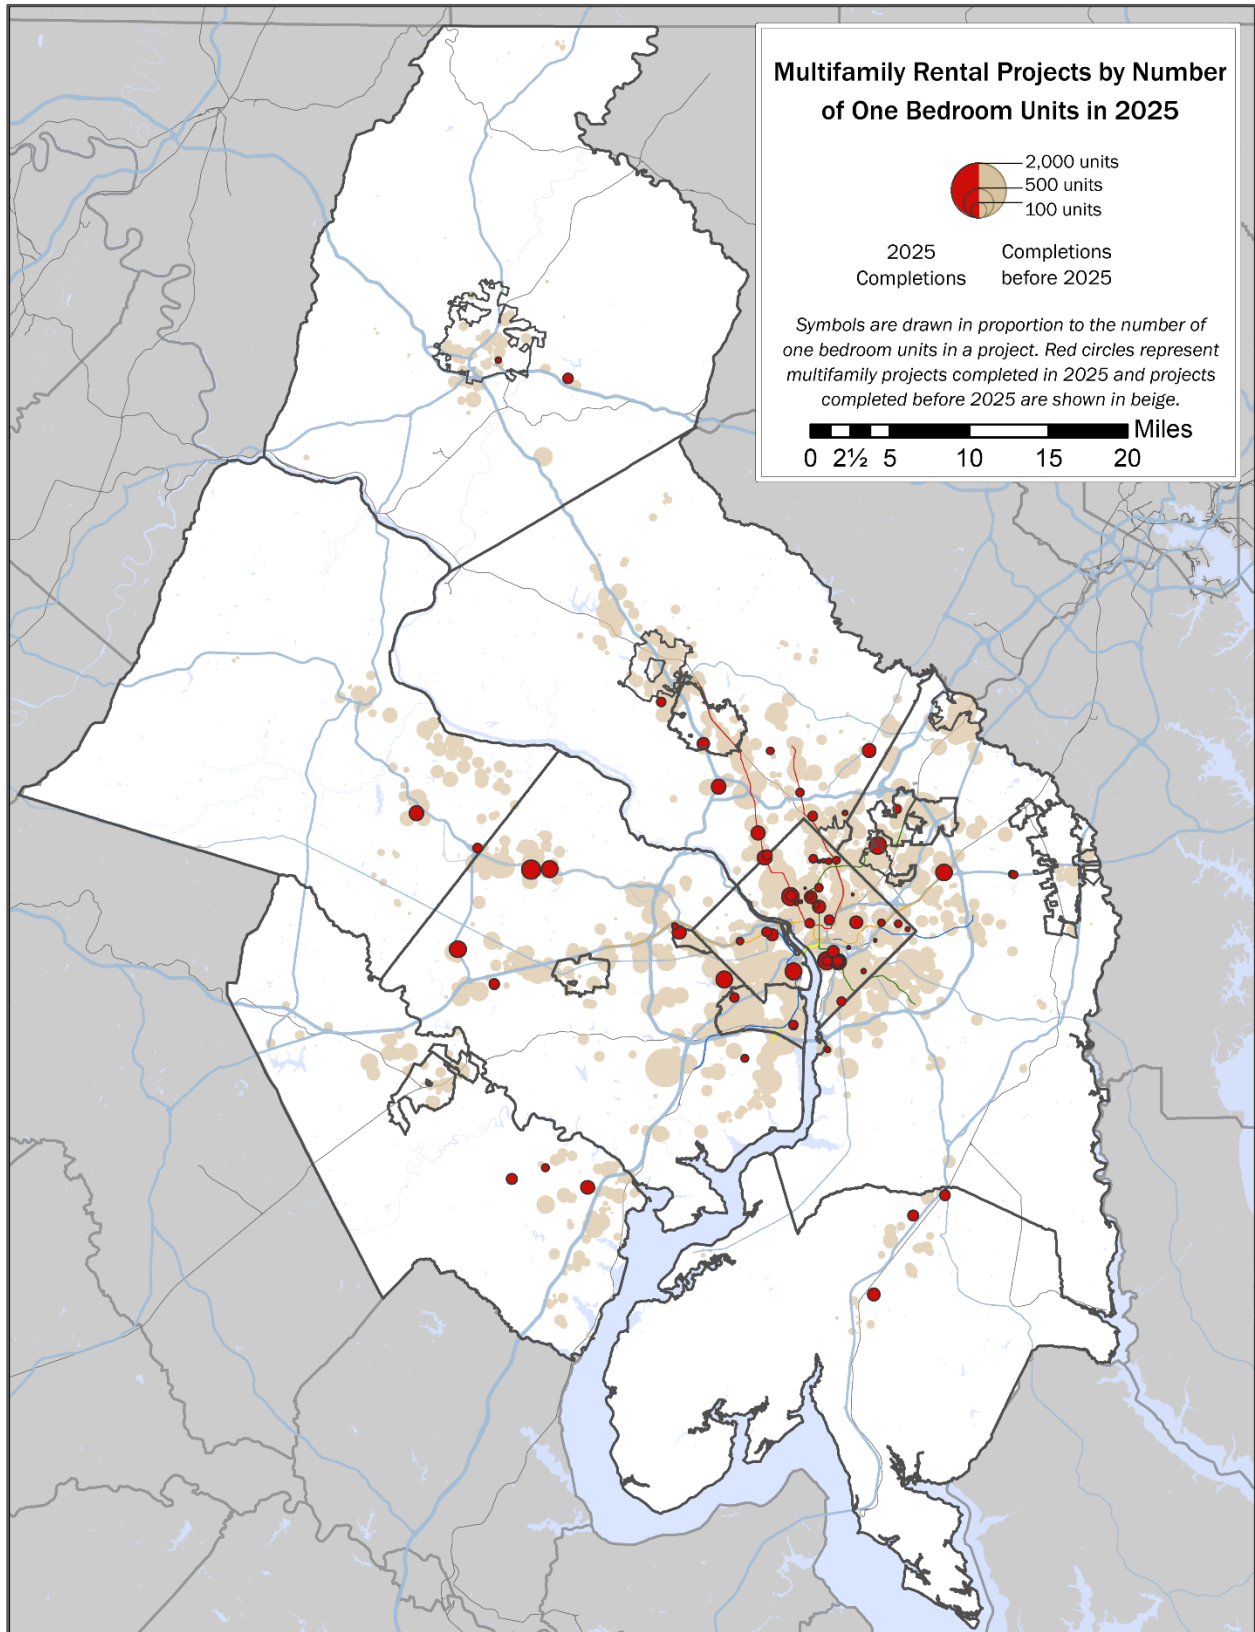 Multifamily Rental Projects by Number
of One Bedroom Units in 2025
2,000 units
500 units
100 units
2025
Completions
Completions
before 2025
Symbols are drawn in proportion to the number of
one bedroom units in a project. Red circles represent
multifamily projects completed in 2025 and projects
completed before 2025 are shown in beige.
Miles
0 2½ 5 10 15 20